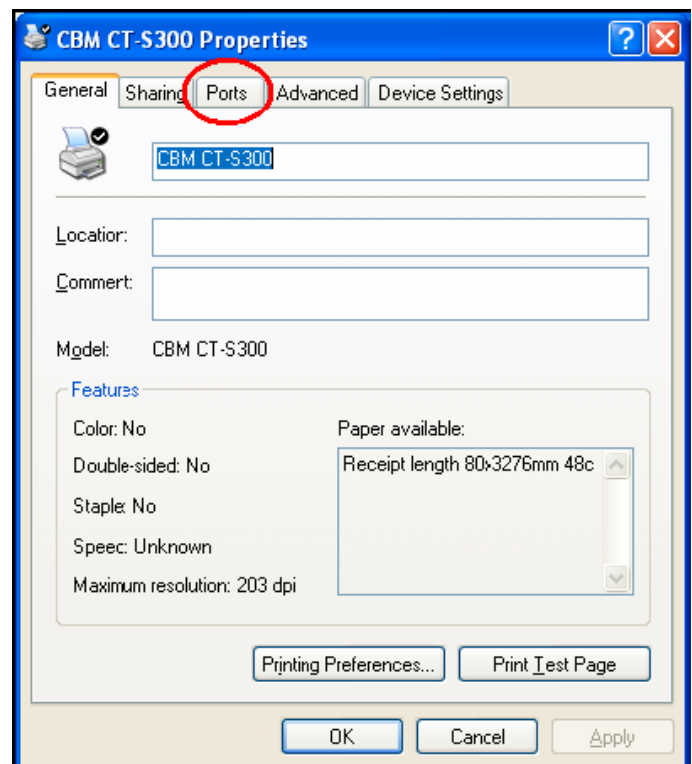 CBM CT-S300 Properties
General Sharing Ports Advanced Device Settings
CBM CT-S300
Location:
Comment:
Model: CBM CT-S300
Features
Color: No
Paper available:
Double-sided: No
Receipt length 80x3276mm 48c
Staple: No
Speed: Unknown
Maximum resolution: 203 dpi
Printing Preferences... Print Test Page
OK Cancel Apply